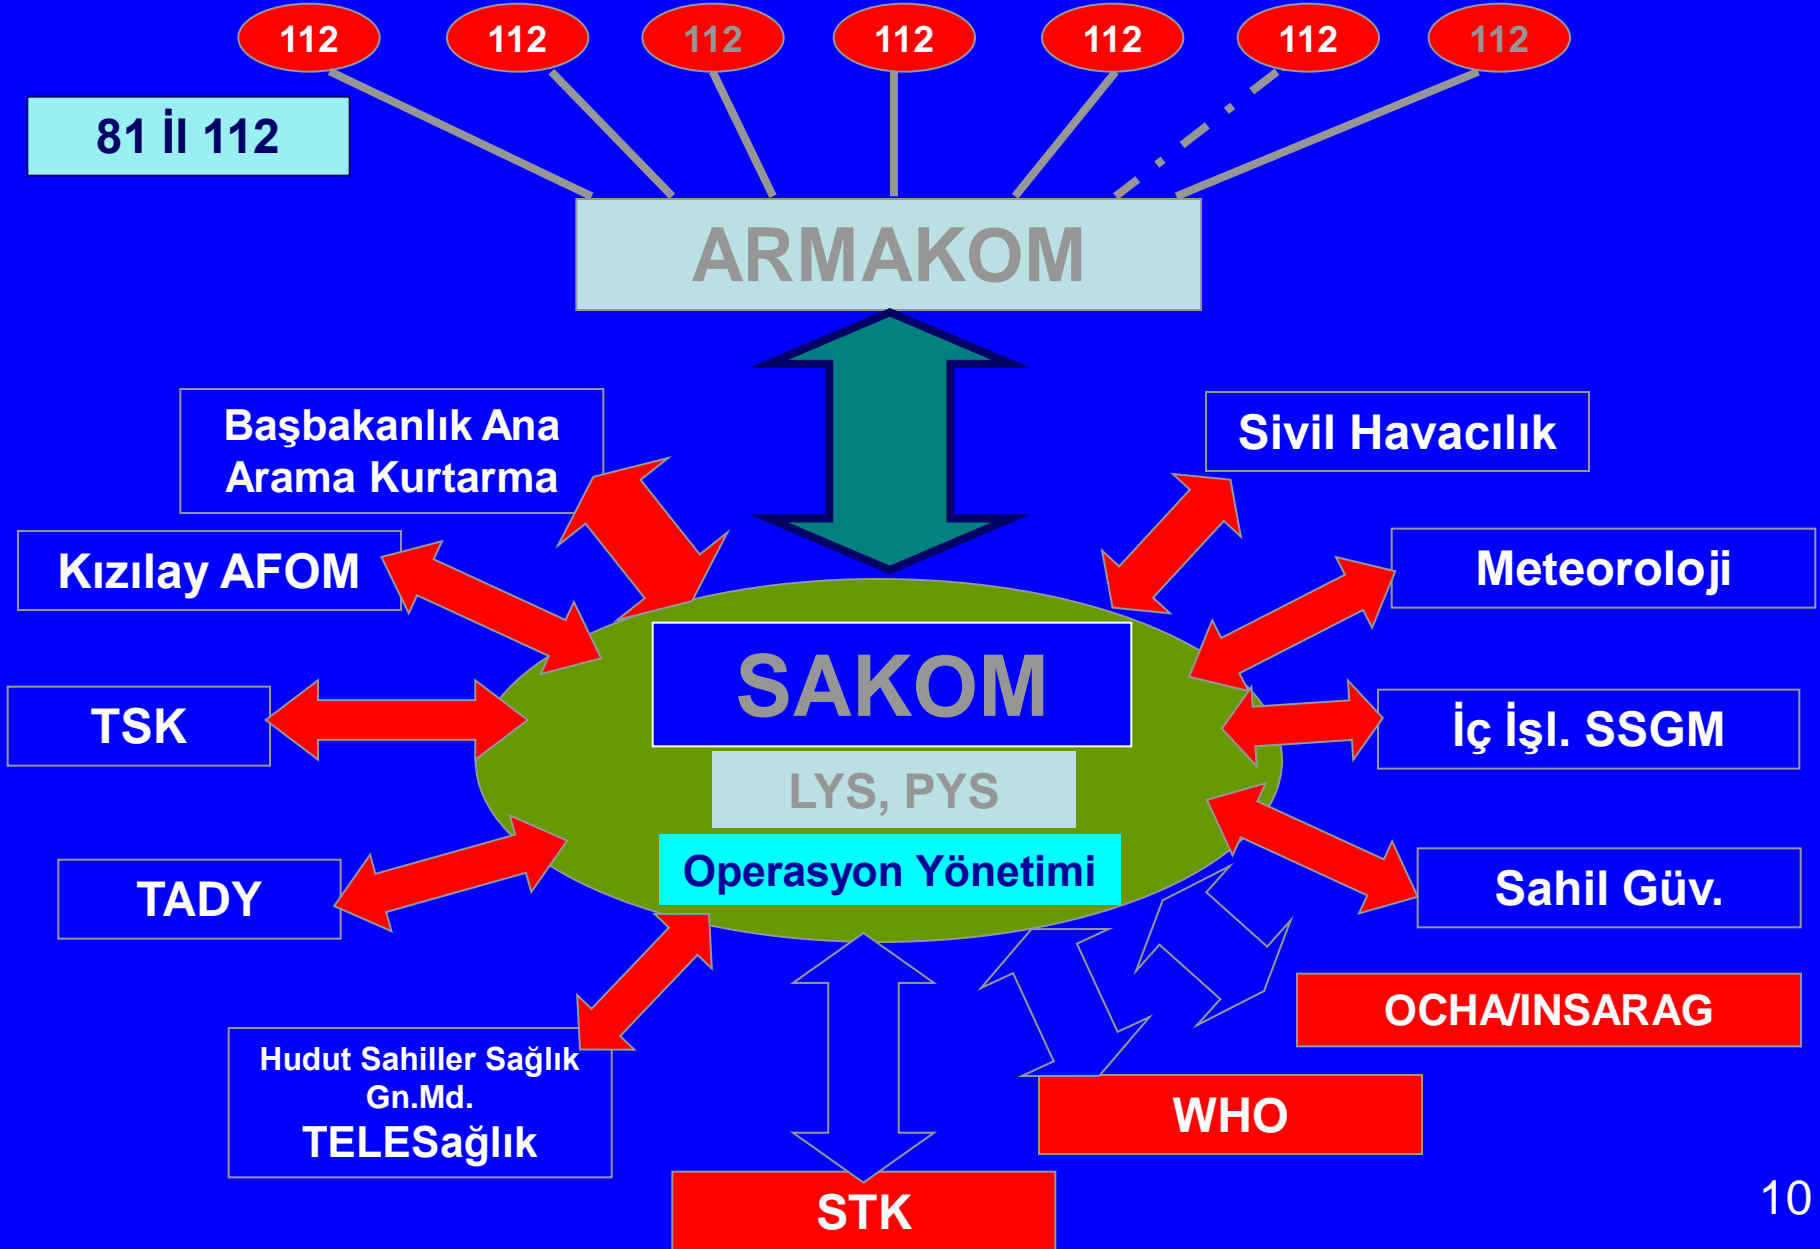 112
112
112
112
112
112
112
81 İl 112
ARMAKOM
Başbakanlık Ana
Arama Kurtarma
Sivil Havacılık
Kızılay AFOM
Meteoroloji
SAKOM
TSK
İç İşl. SSGM
LYS, PYS
Operasyon Yönetimi
TADY
Sahil Güv.
OCHA/INSARAG
Hudut Sahiller Sağlık
Gn.Md.
TELESağlık
WHO
STK
10